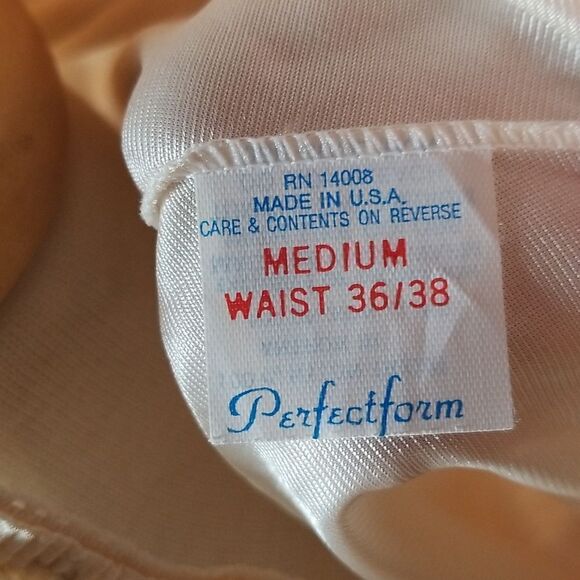 RN 14008
MADE IN U.S.A.
CARE & CONTENTS ON REVERSE
MEDIUM
WAIST 36/38
Perfectform